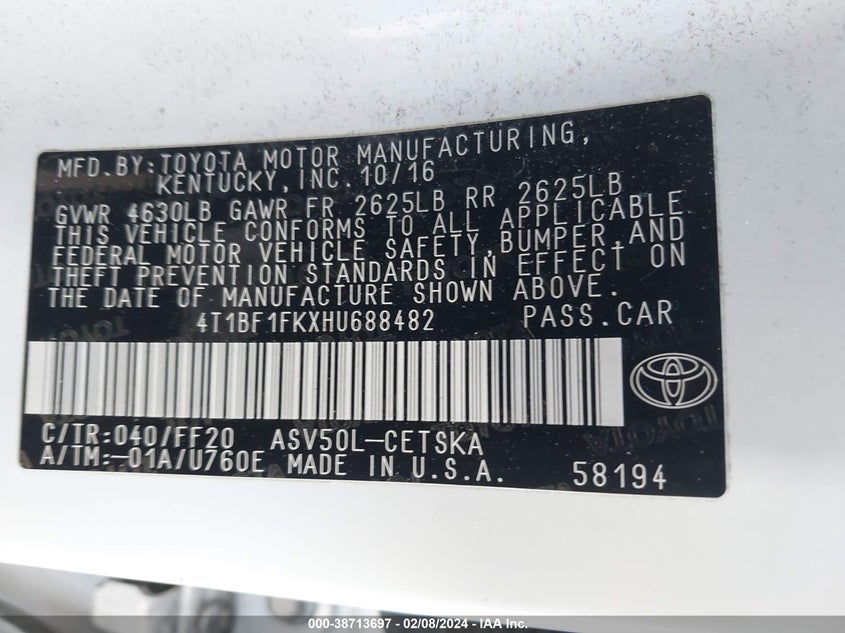 MFD.BY:TOYOTA MOTOR MANUFACTURING,
KENTUCKY,INC.10/16
GVWR 4630LB GAWR FR 2625LB RR 2625LB
THIS VEHICLE CONFORMS TO ALL APPLICABLE
FEDERAL MOTOR VEHICLE SAFETY,BUMPER,AND
THEFT PREVENTION STANDARDS IN EFFECT ON
THE DATE OF MANUFACTURE SHOWN ABOVE.
4T1BF1FKXHU688482 PASS.CAR
C/TR:040/FF20 ASV50L-CETSKA
A/TM:-01A/U760E MADE IN U.S.A. 58194
000-38713697 - 02/08/2024 - IAA Inc.